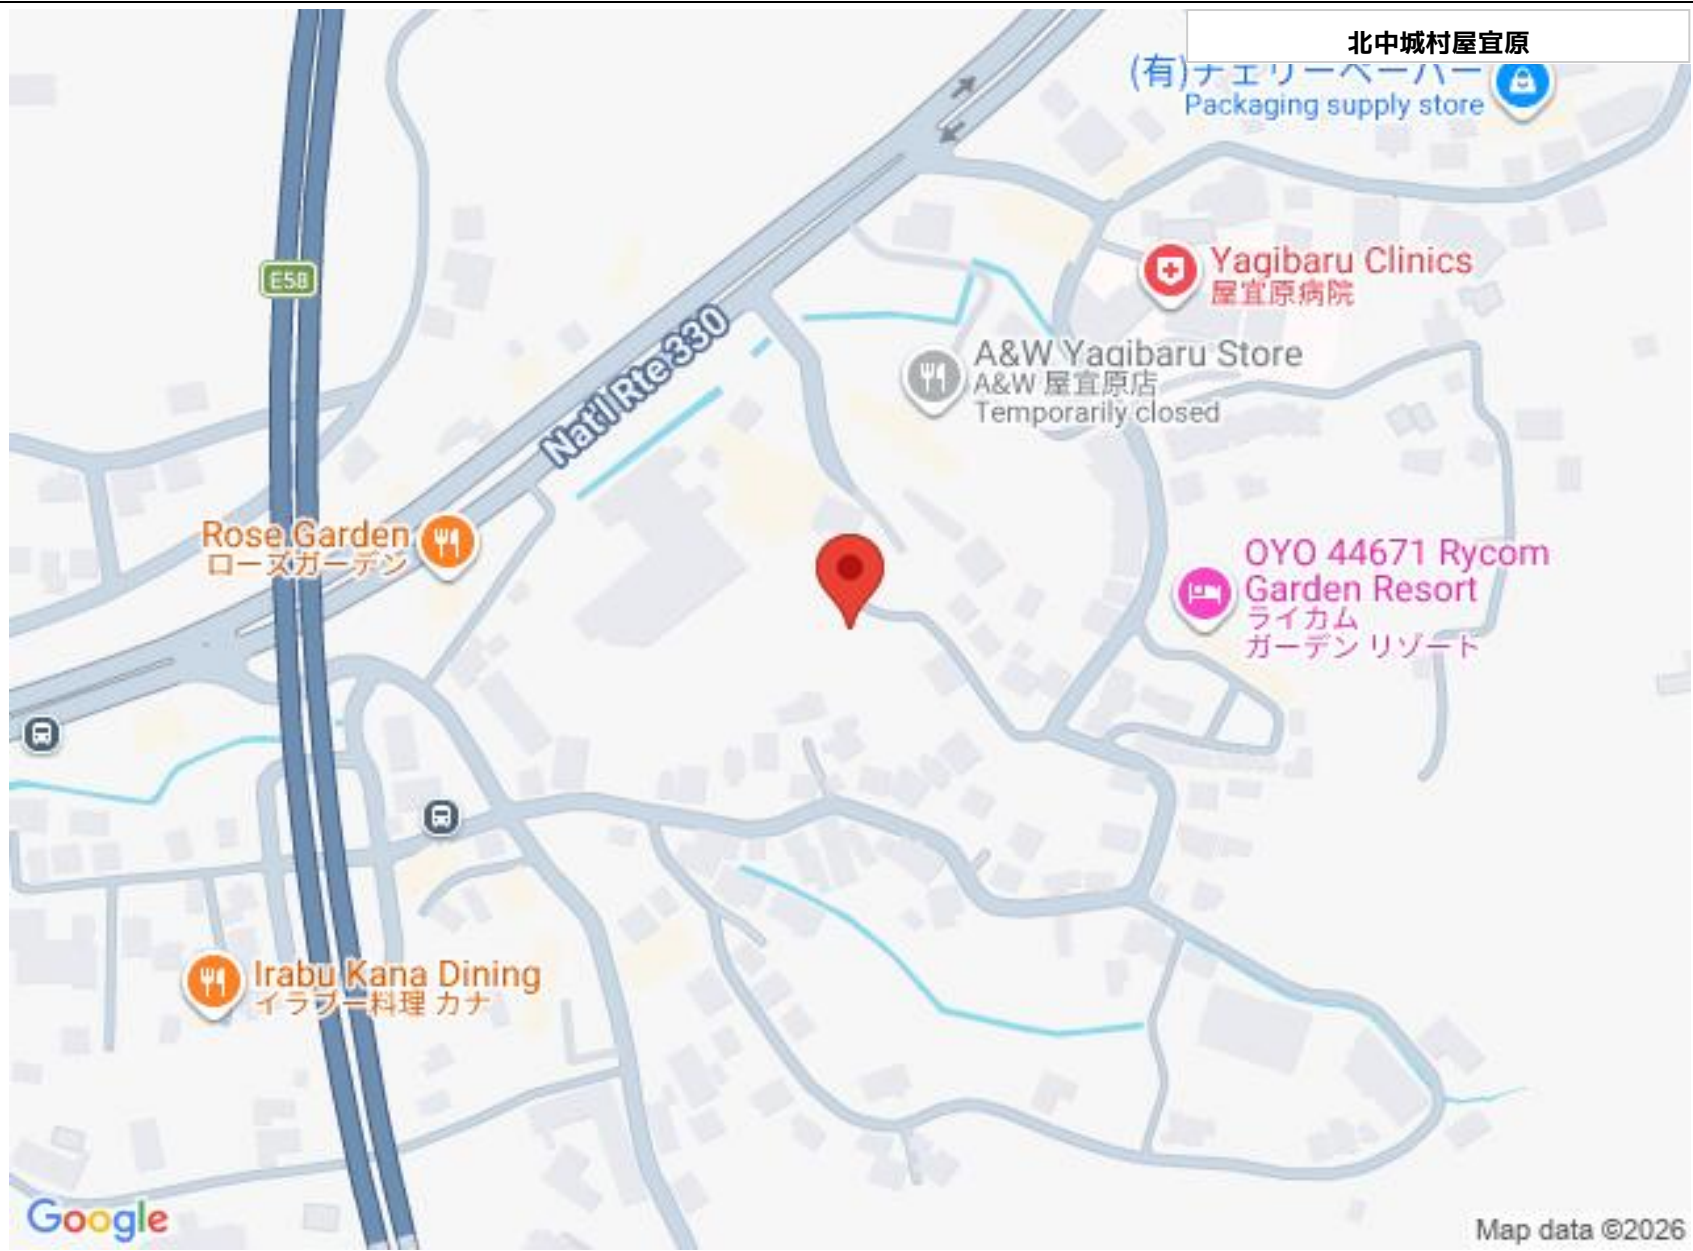 北中城村屋宜原
(有)チェリーペーパー
Packaging supply store
E58
Yagibaru Clinics
屋宜原病院
Nat'l Rte 330
A&W Yagibaru Store
A&W 屋宜原店
Temporarily closed
Rose Garden
ローズガーデン
OYO 44671 Rycom
Garden Resort
ライカム
ガーデン リゾート
Irabu Kana Dining
イラブー料理 カナ
Google
Map data ©2026